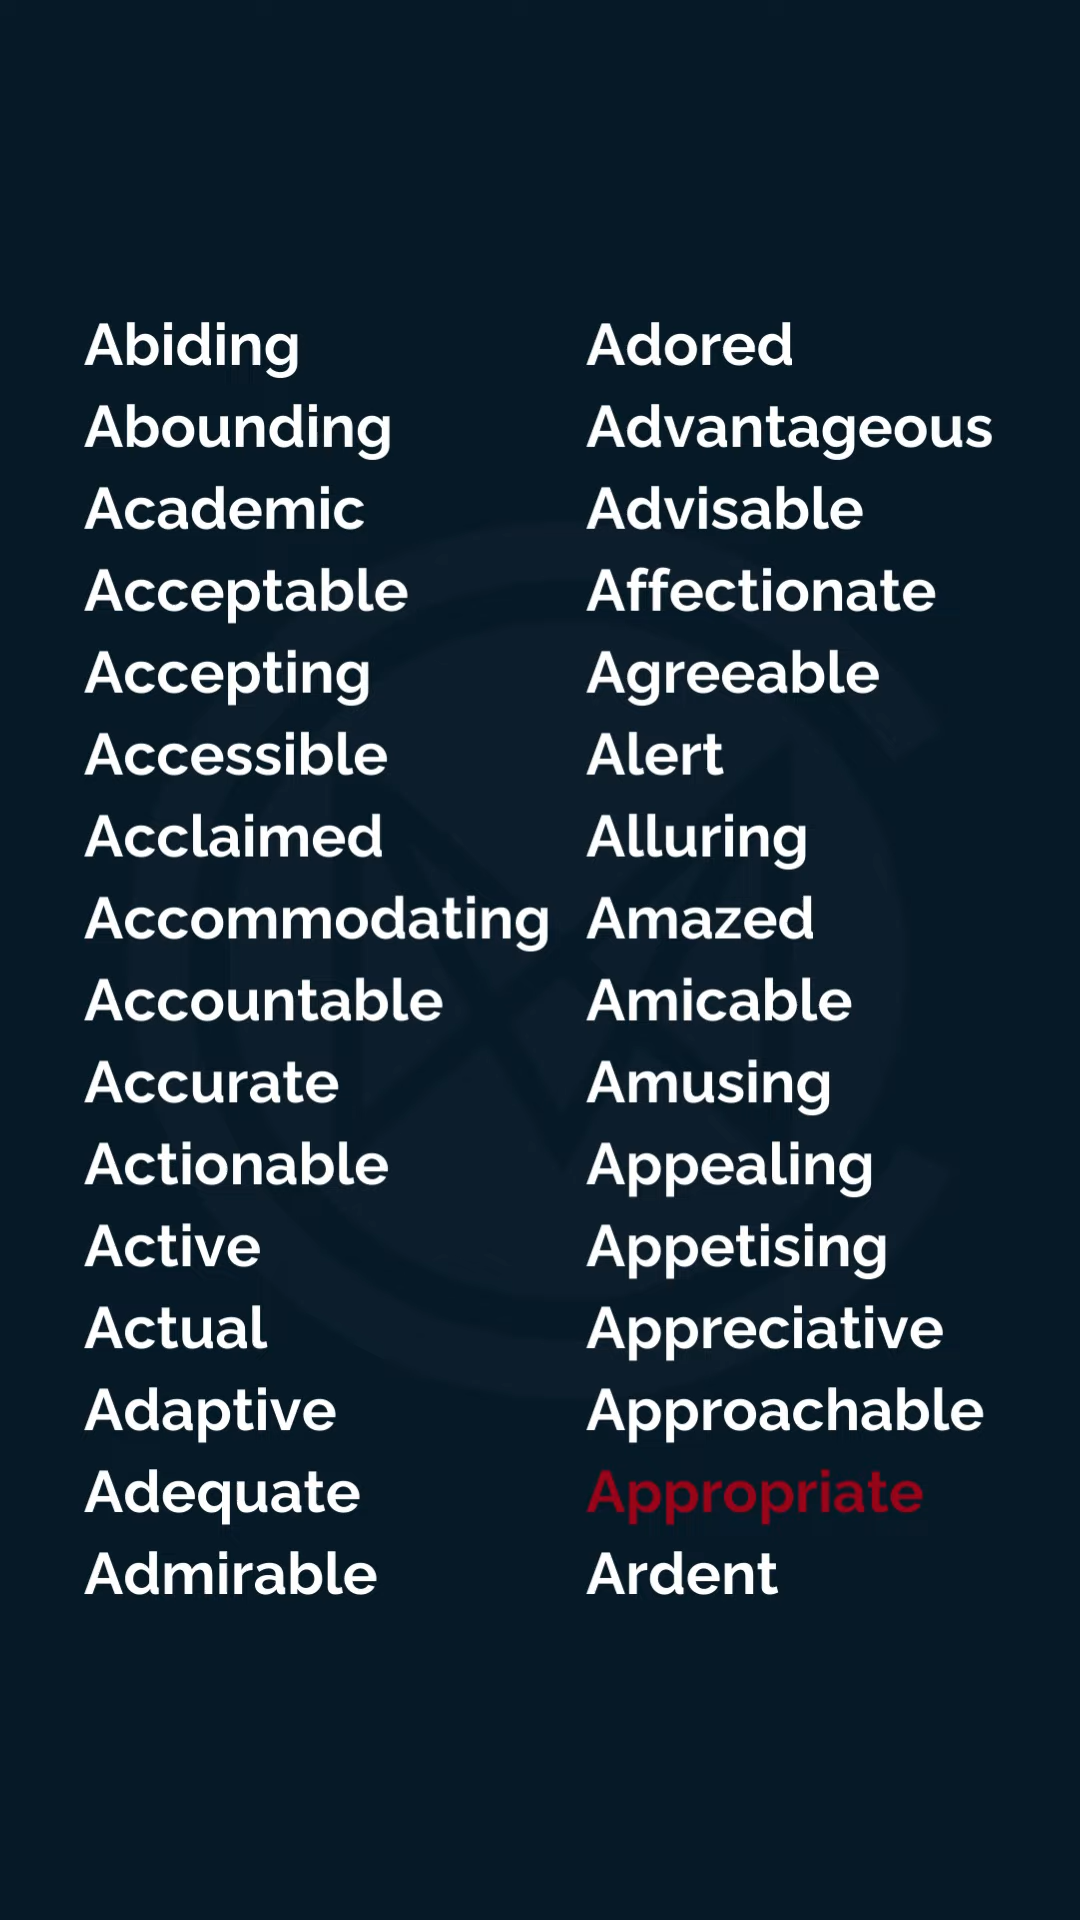 Abiding
Abounding
Academic
Acceptable
Accepting
Accessible
Acclaimed
Accommodating
Accountable
Accurate
Actionable
Active
Actual
Adaptive
Adequate
Admirable
Adored
Advantageous
Advisable
Affectionate
Agreeable
Alert
Alluring
Amazed
Amicable
Amusing
Appealing
Appetising
Appreciative
Approachable
Appropriate
Ardent